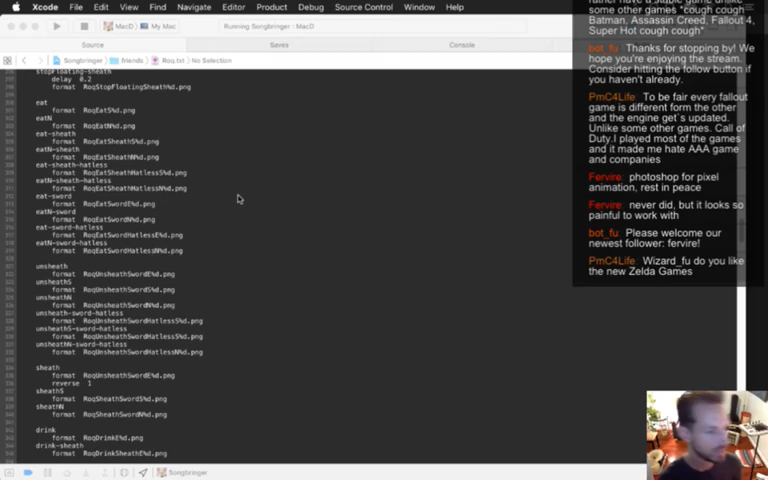 Xcode File Edit View Find Navigate Editor Product Debug Source Control Window Help
MacD My Mac Running Songbringer : MacD
Source Saves Console
Songbringer friends Roq.txt No Selection
stopFloating-sheath
delay 0.2
format RoqStopFloatingSheath%d.png
eat
format RoqEatS%d.png
eatN
format RoqEatN%d.png
eat-sheath
format RoqEatSheathS%d.png
eatN-sheath
format RoqEatSheathN%d.png
eat-sheath-hatless
format RoqEatSheathHatlessS%d.png
eatN-sheath-hatless
format RoqEatSheathHatlessN%d.png
eat-sword
format RoqEatSwordE%d.png
eatN-sword
format RoqEatSwordN%d.png
eat-sword-hatless
format RoqEatSwordHatlessE%d.png
eatN-sword-hatless
format RoqEatSwordHatlessN%d.png
unsheath
format RoqUnsheathSwordE%d.png
unsheathS
format RoqUnsheathSwordS%d.png
unsheathN
format RoqUnsheathSwordN%d.png
unsheath-sword-hatless
format RoqUnsheathSwordHatlessS%d.png
unsheathS-sword-hatless
format RoqUnsheathSwordHatlessS%d.png
unsheathN-sword-hatless
format RoqUnsheathSwordHatlessN%d.png
sheath
format RoqUnsheathSwordE%d.png
reverse 1
sheathS
format RoqSheathSwordS%d.png
sheathN
format RoqSheathSwordN%d.png
drink
format RoqDrinkE%d.png
drink-sheath
format RoqDrinkSheathE%d.png
Songbringer
rather have a stable game unlike
some other games *cough cough
Batman, Assassin Creed, Fallout 4,
Super Hot cough cough*
bot_fu Thanks for stopping by! We
hope you're enjoying the stream.
Consider hitting the follow button if
you haven't already.
PmC4Life To be fair every fallout
game is different form the other
and the engine get`s updated.
Unlike some other games. Call of
Duty.I played most of the games
and it made me hate AAA game
and companies
Fervire photoshop for pixel
animation, rest in peace
Fervire never did, but it looks so
painful to work with
bot_fu Please welcome our
newest follower: fervire!
PmC4Life Wizard_fu do you like
the new Zelda Games